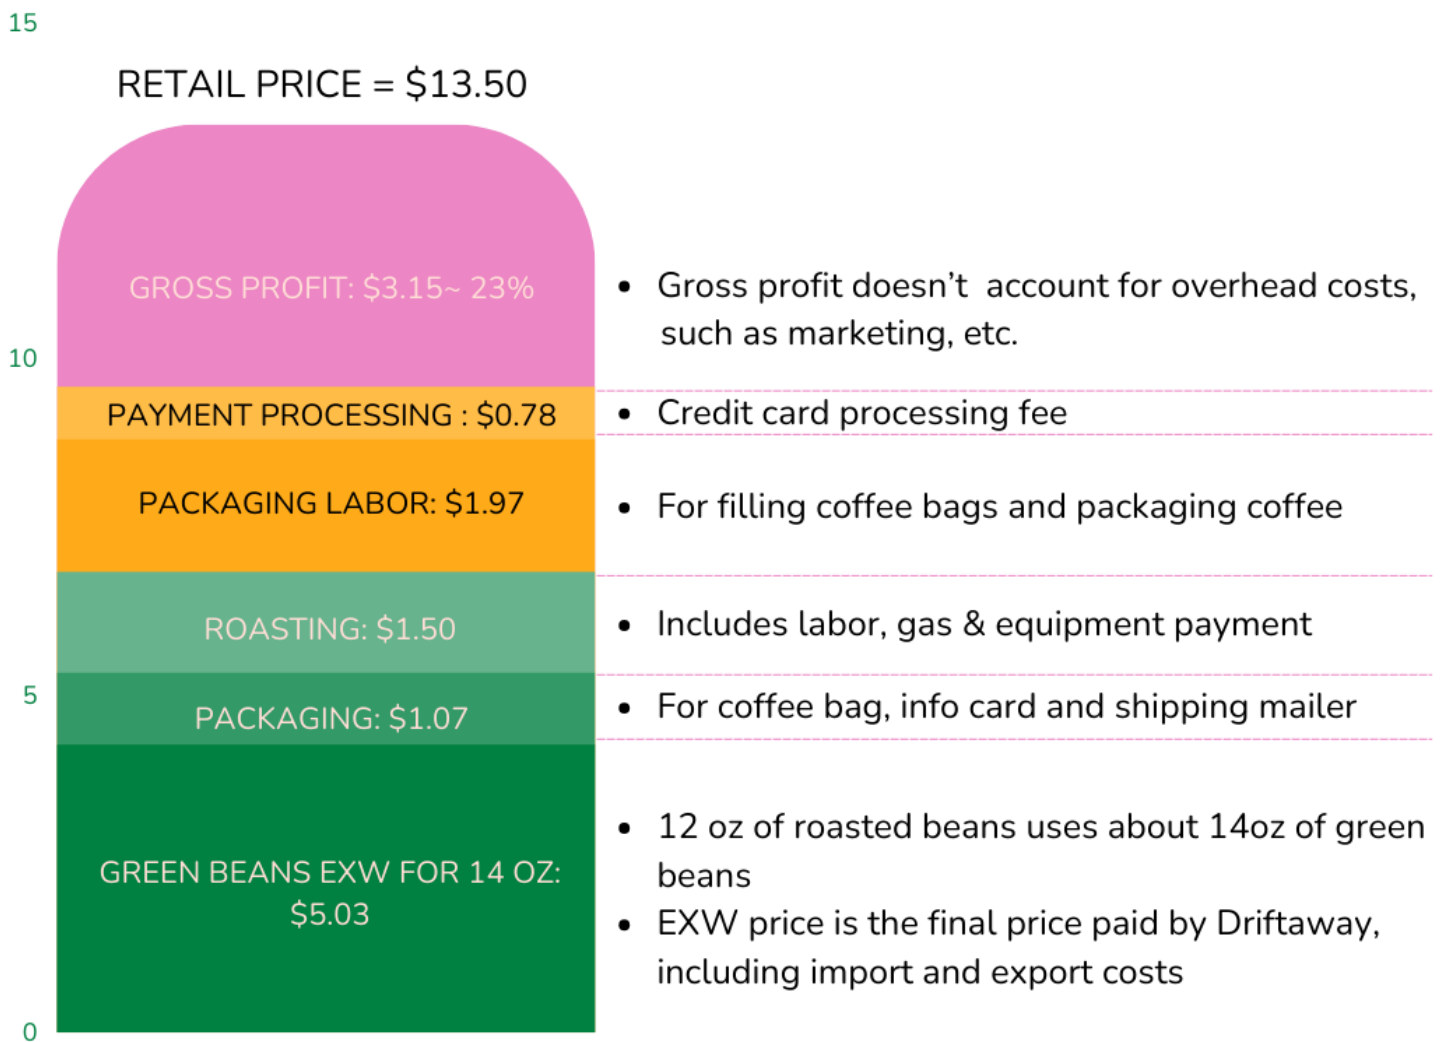 15
RETAIL PRICE = $13.50
GROSS PROFIT: $3.15~ 23%
• Gross profit doesn’t  account for overhead costs,
such as marketing, etc.
10
PAYMENT PROCESSING : $0.78
• Credit card processing fee
PACKAGING LABOR: $1.97
• For filling coffee bags and packaging coffee
ROASTING: $1.50
• Includes labor, gas & equipment payment
5
PACKAGING: $1.07
• For coffee bag, info card and shipping mailer
GREEN BEANS EXW FOR 14 OZ:
$5.03
• 12 oz of roasted beans uses about 14oz of green
beans
• EXW price is the final price paid by Driftaway,
including import and export costs
0